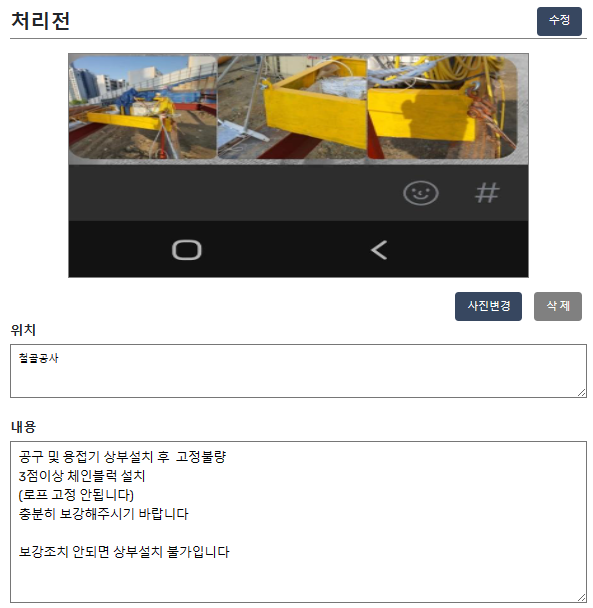 처리전
수정
#
사진변경
삭 제
위치
철골공사
내용
공구 및 용접기 상부설치 후 고정불량
3점이상 체인블럭 설치
(로프 고정 안됩니다)
충분히 보강해주시기 바랍니다
보강조치 안되면 상부설치 불가입니다